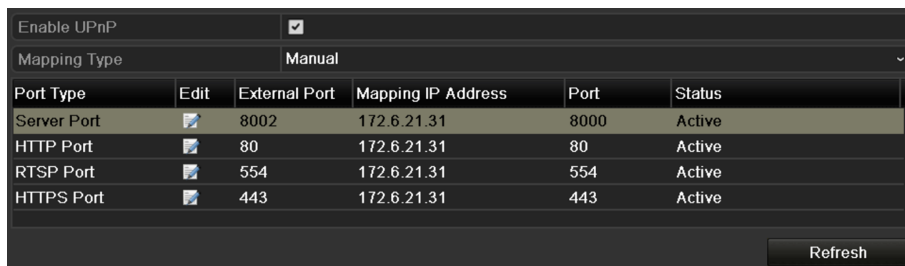 Enable UPnP
Mapping Type Manual
Port Type Edit External Port Mapping IP Address Port Status
Server Port 8002 172.6.21.31 8000 Active
HTTP Port 80 172.6.21.31 80 Active
RTSP Port 554 172.6.21.31 554 Active
HTTPS Port 443 172.6.21.31 443 Active
Refresh